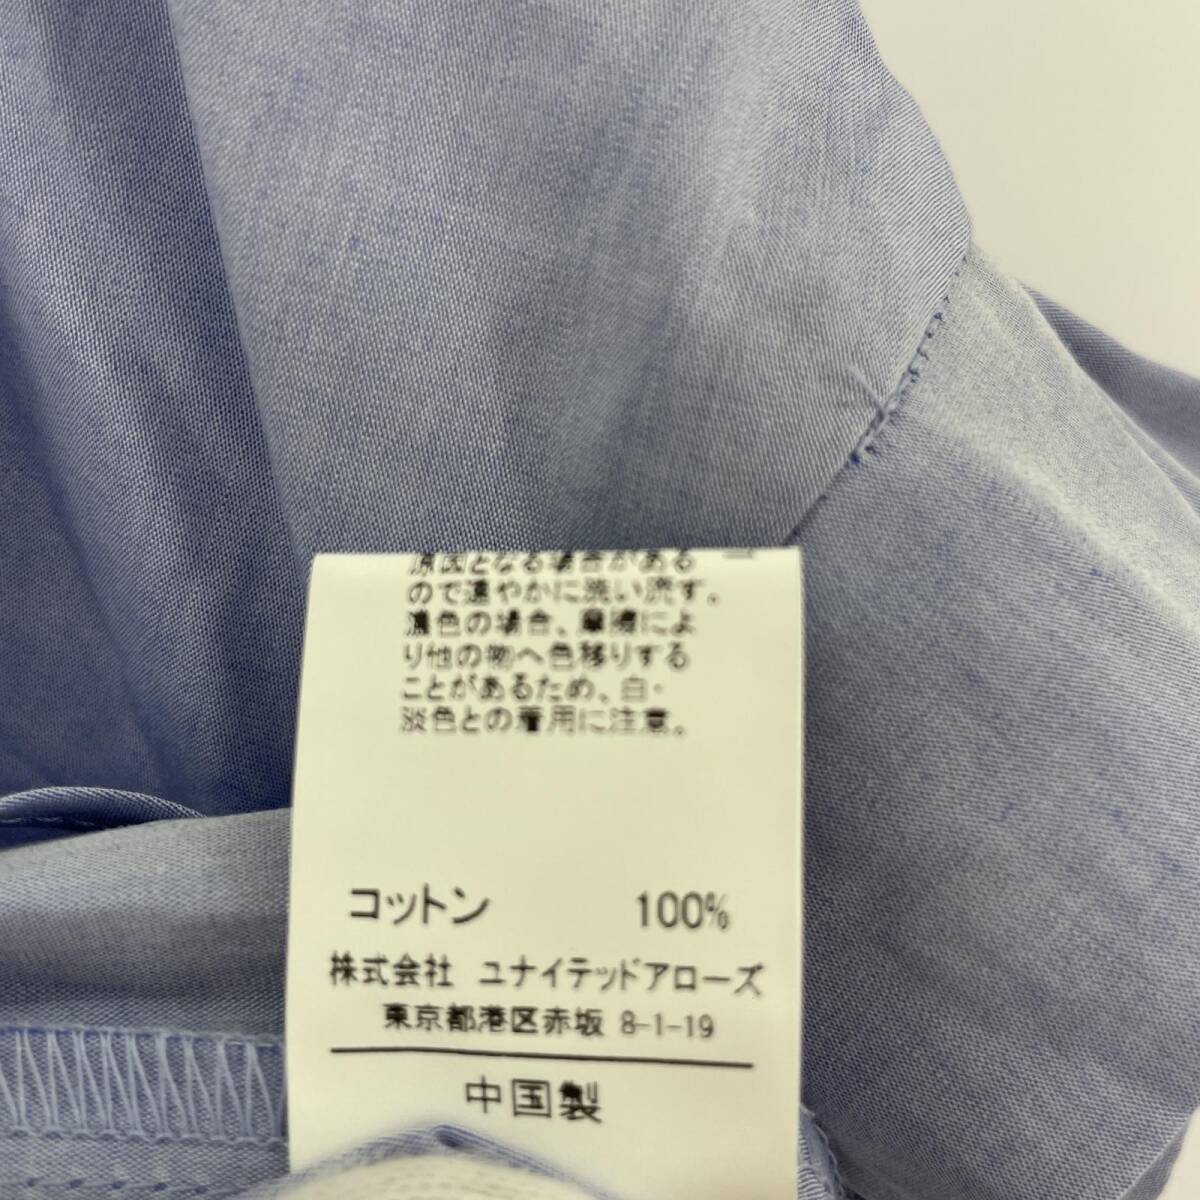 原因となる場合がある
ので速やかに洗い流す。
濃色の場合、摩擦によ
り他の物へ色移りする
ことがあるため、白・
淡色との着用に注意。
コットン 100%
株式会社 ユナイテッドアローズ
東京都港区赤坂 8-1-19
中国製